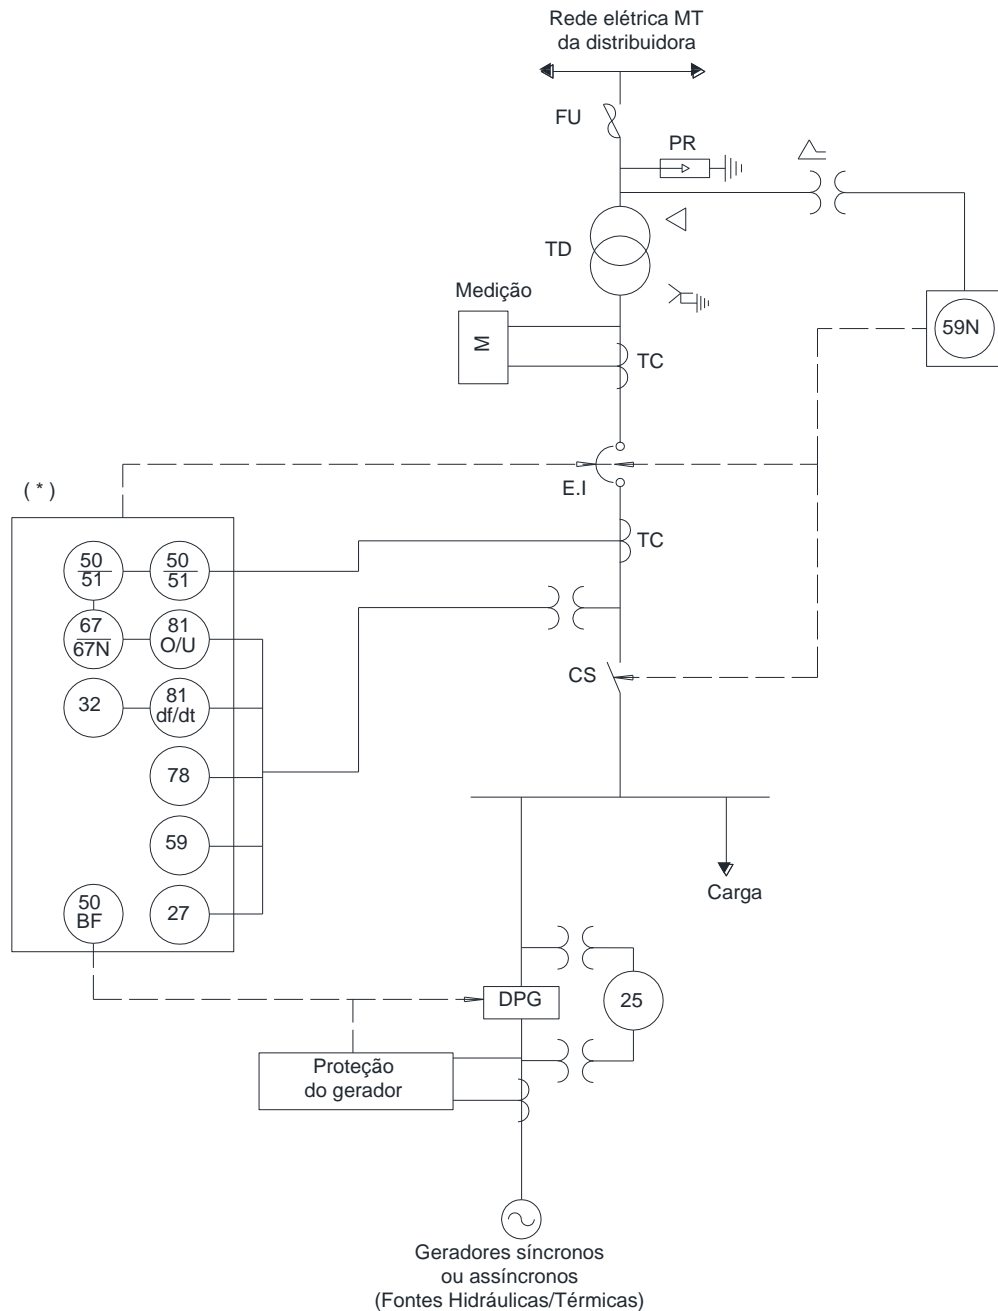 Rede elétrica MT
da distribuidora
FU
PR
TD
Medição
M
TC
59N
E.I
( * )
TC
50
51
50
51
67
67N
81
O/U
CS
32
81
df/dt
78
59
Carga
50
BF
27
DPG
25
Proteção
do gerador
Geradores síncronos
ou assíncronos
(Fontes Hidráulicas/Térmicas)